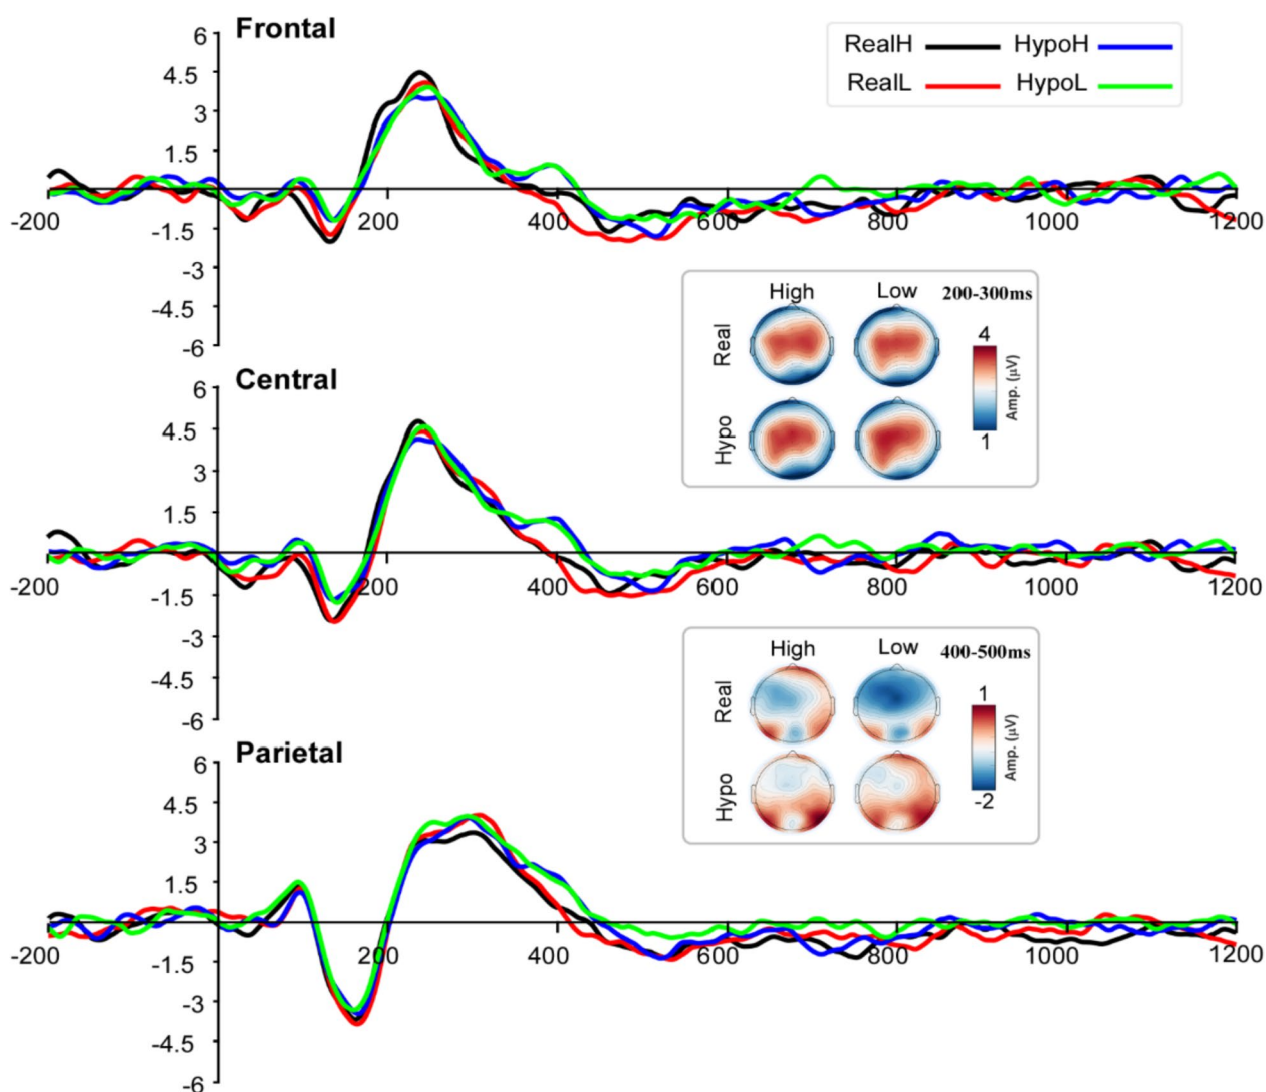 Frontal
RealH HypoH
RealL HypoL
6
4.5
3
1.5
-200 200 400 600 800 1000 1200
-1.5
-3
-4.5
-6
High Low 200-300ms
Real
Hypo
4
Amp. (μV)
1
Central
6
4.5
3
1.5
-200 200 400 600 800 1000 1200
-1.5
-3
-4.5
-6
High Low 400-500ms
Real
Hypo
1
Amp. (μV)
-2
Parietal
6
4.5
3
1.5
-200 200 400 600 800 1000 1200
-1.5
-3
-4.5
-6